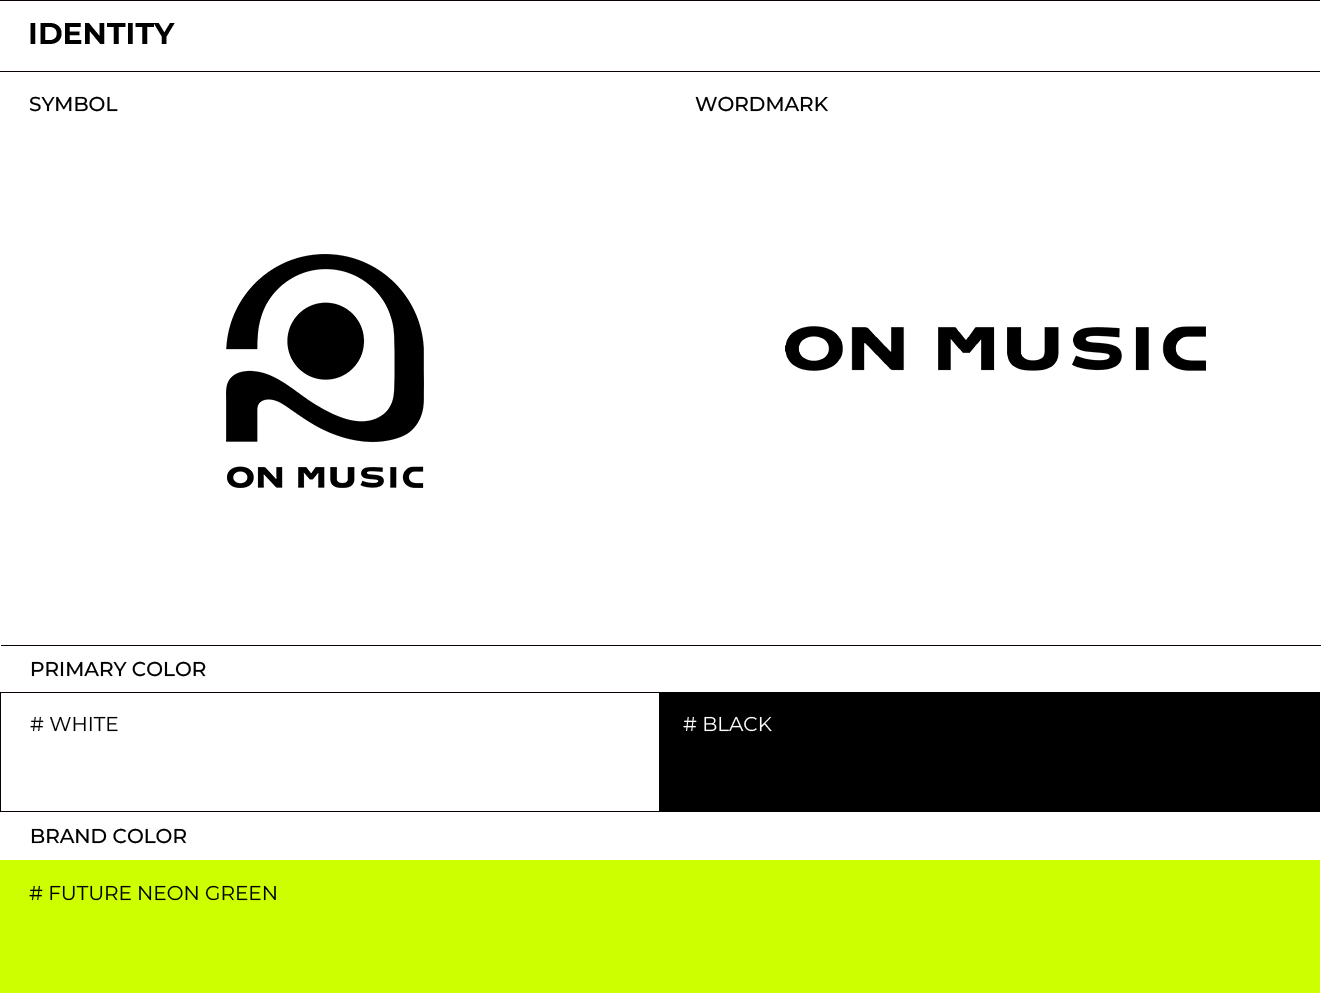 IDENTITY
SYMBOL
WORDMARK
ON MUSIC
ON MUSIC
PRIMARY COLOR
# WHITE
# BLACK
BRAND COLOR
# FUTURE NEON GREEN